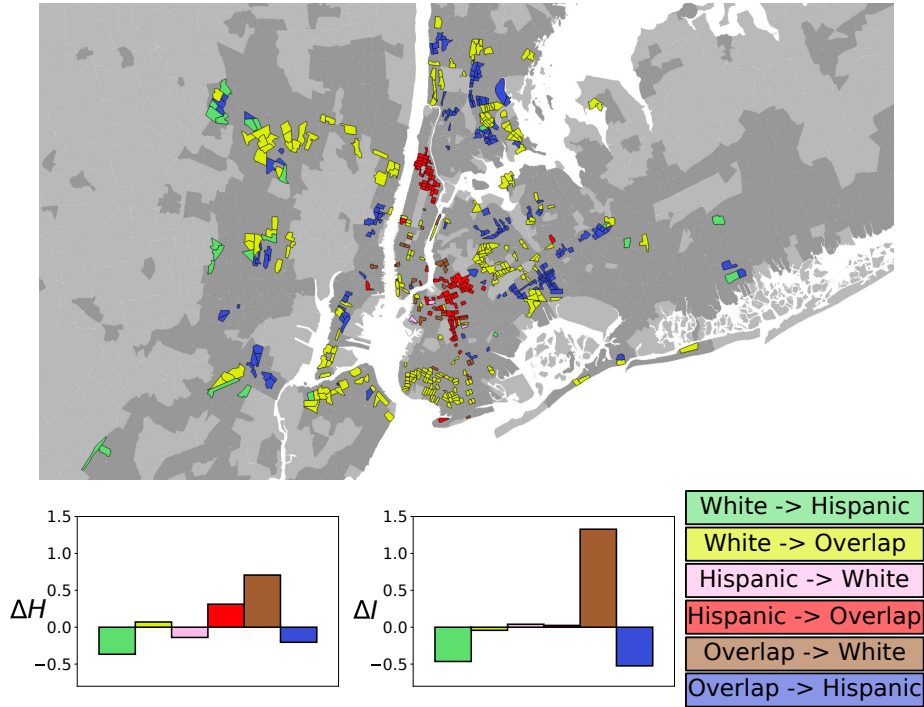 1.5
1.0
0.5
0.0
−0.5
ΔH
1.5
1.0
0.5
0.0
−0.5
ΔI
White -> Hispanic
White -> Overlap
Hispanic -> White
Hispanic -> Overlap
Overlap -> White
Overlap -> Hispanic